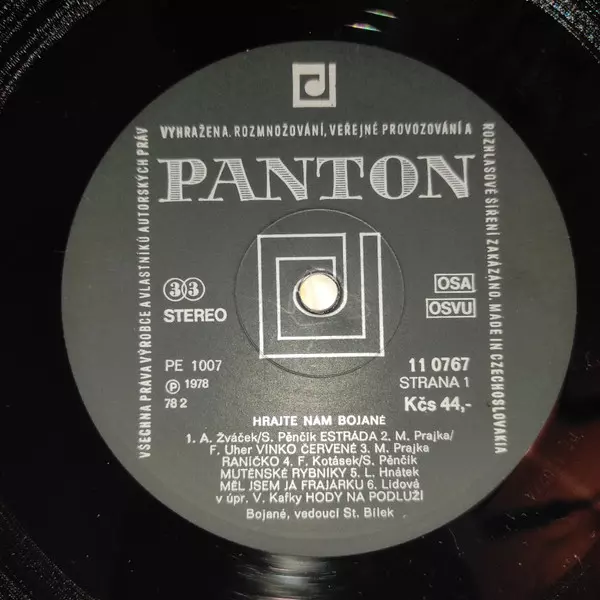 VYHRAŽENA. ROZMNOŽOVÁNÍ, VEŘEJNÉ PROVOZOVÁNÍ A
VŠECHNA PRÁVA VÝROBCE A VLASTNÍKŮ AUTORSKÝCH PRÁV
ROZHLASOVÉ ŠÍŘENÍ ZAKÁZÁNO. MADE IN CZECHOSLOVAKIA
PANTON
33
STEREO
OSA
OSVU
PE 1007
Ⓟ 1978
78 2
11 0767
STRANA 1
Kčs 44,-
HRAJTE NÁM BOJANÉ
1. A. Žváček/S. Pěnčík ESTRÁDA 2. M. Prajka/
F. Uher VÍNKO ČERVENÉ 3. M. Prajka
RANÍČKO 4. F. Kotásek/S. Pěnčík
MUTĚNSKÉ RYBNÍKY 5. L. Hnátek
MĚL JSEM JÁ FRAJÁRKU 6. Lidová
v úpr. V. Kafky HODY NA PODLUŽÍ
Bojané, vedoucí St. Bílek